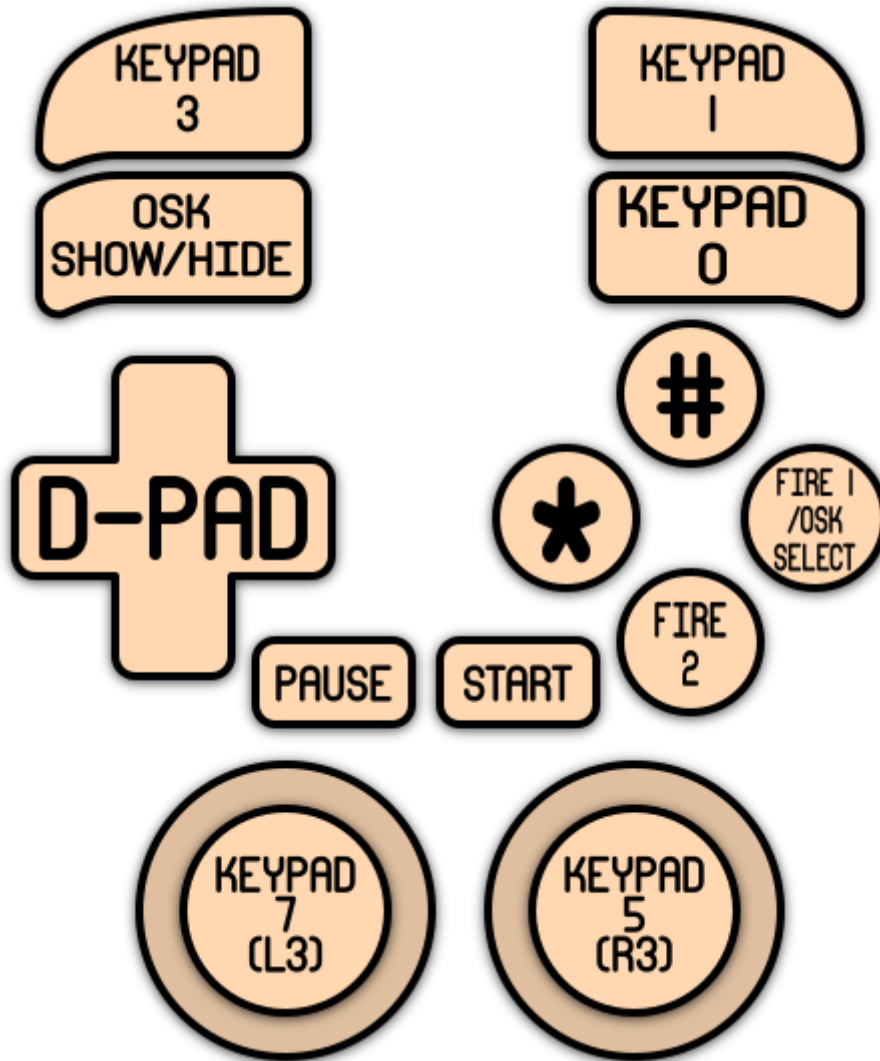 KEYPAD
3
KEYPAD
1
OSK
SHOW/HIDE
KEYPAD
0
#
*
D-PAD
FIRE 1
/OSK
SELECT
FIRE
2
PAUSE
START
KEYPAD
7
(L3)
KEYPAD
5
(R3)